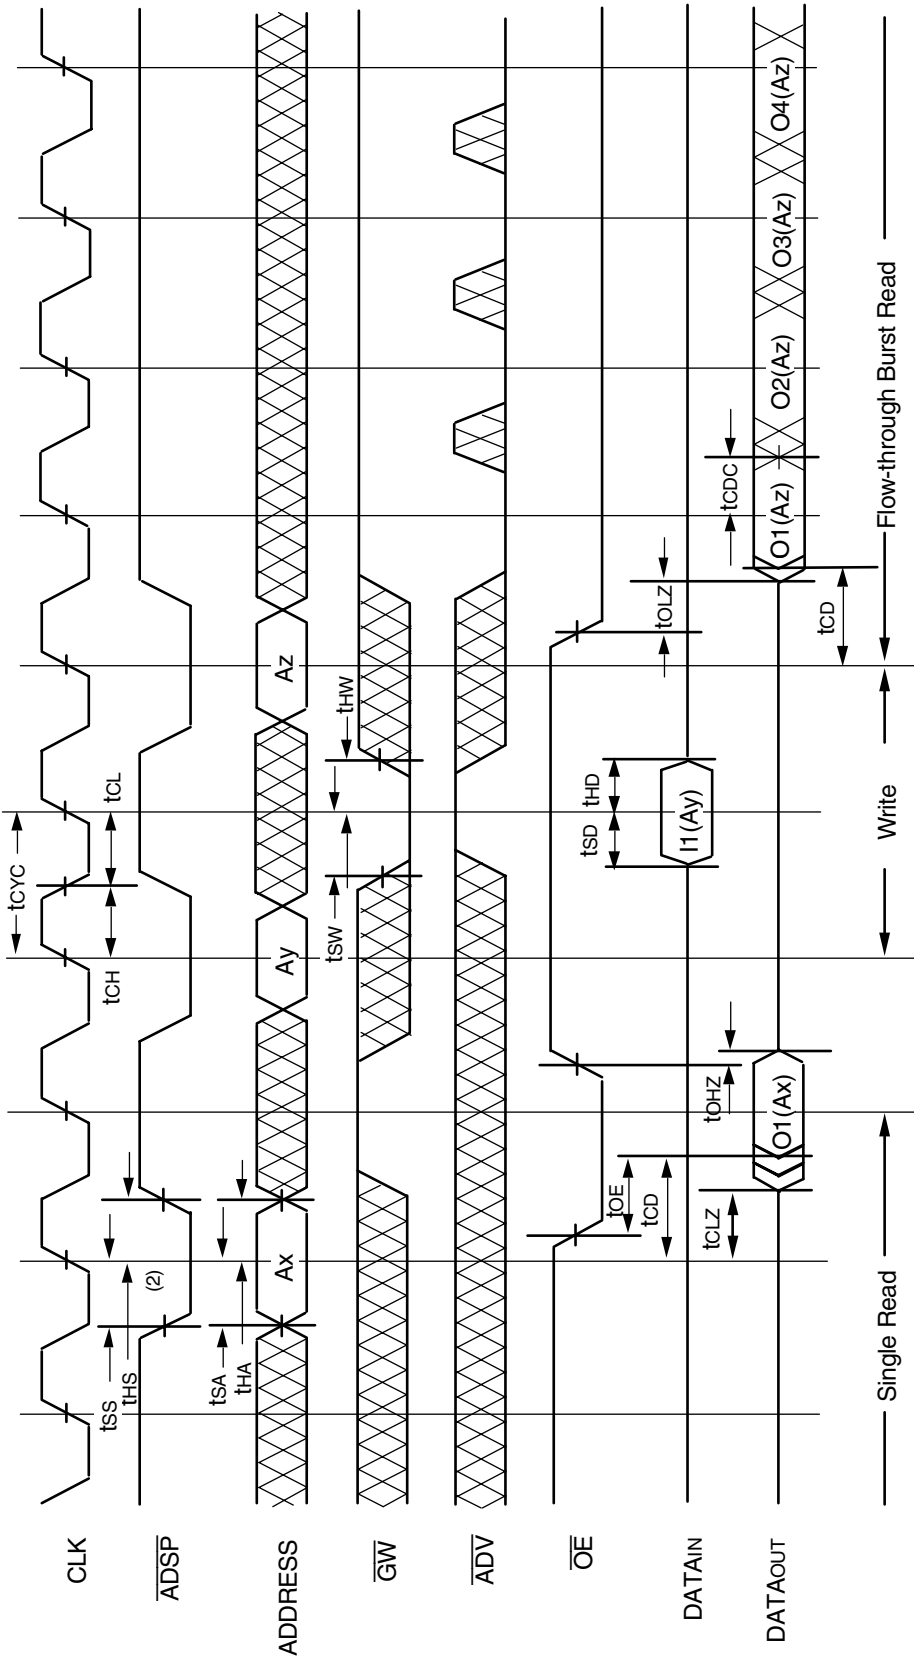 CLK
tCYC
tSS
tHS
(2)
tCH
tCL
ADSP
ADDRESS
tSA
tHA
Ax
Ay
Az
GW
tSW
tHW
ADV
OE
tOE
tCD
tOHZ
tOLZ
DATAIN
tSD
tHD
I1(Ay)
DATAOUT
tCLZ
O1(Ax)
tCD
tCDC
O1(Az)
O2(Az)
O3(Az)
O4(Az)
Single Read
Write
Flow-through Burst Read